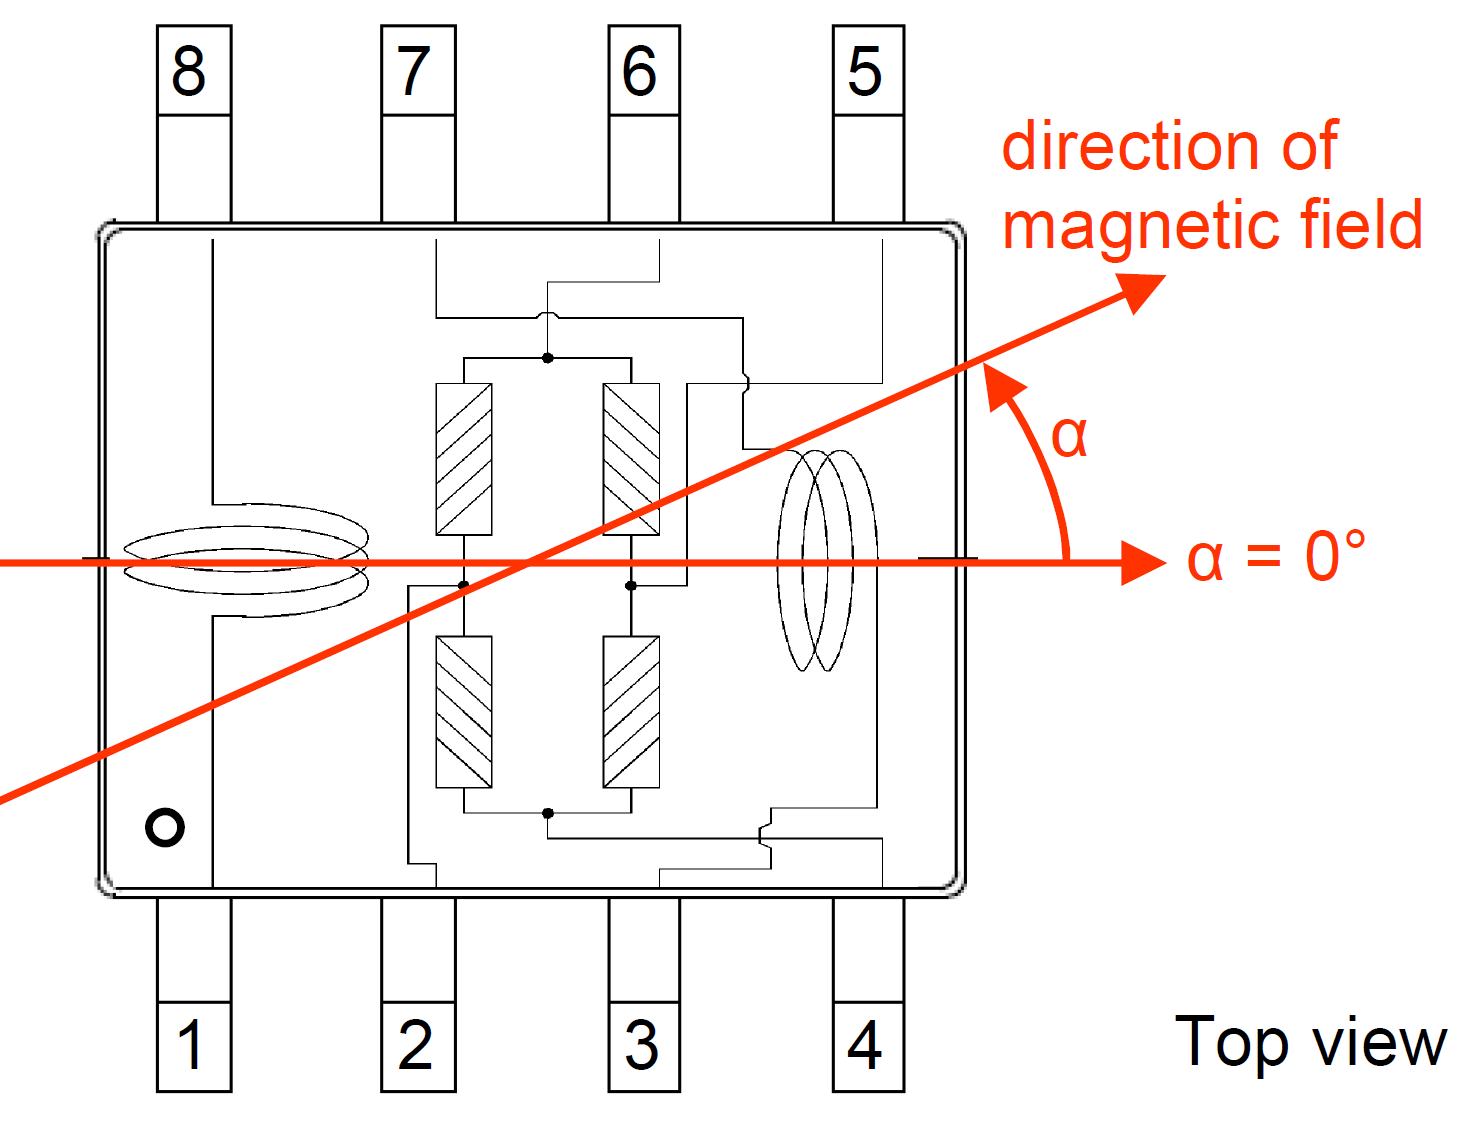 8 7 6 5
direction of
magnetic field
α
α = 0°
1 2 3 4
Top view